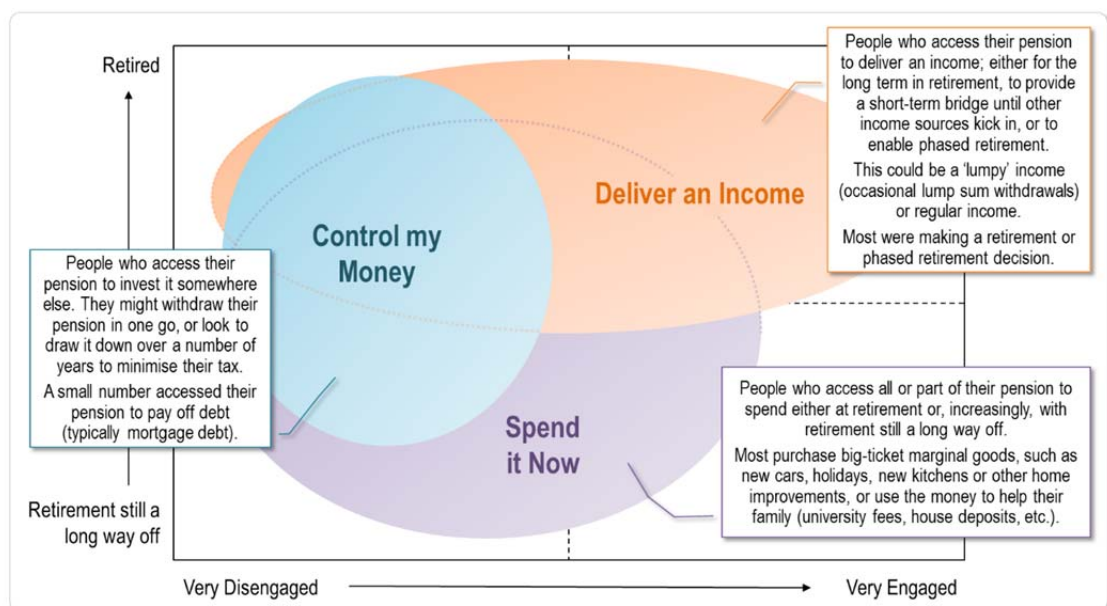 Retired
Retirement still a
long way off
Very Disengaged
Very Engaged
Control my
Money
Deliver an Income
Spend
it Now
People who access their pension
to deliver an income; either for the
long term in retirement, to provide
a short-term bridge until other
income sources kick in, or to
enable phased retirement.
This could be a ‘lumpy’ income
(occasional lump sum withdrawals)
or regular income.
Most were making a retirement or
phased retirement decision.
People who access their
pension to invest it somewhere
else. They might withdraw their
pension in one go, or look to
draw it down over a number of
years to minimise their tax.
A small number accessed their
pension to pay off debt
(typically mortgage debt).
People who access all or part of their pension to
spend either at retirement or, increasingly, with
retirement still a long way off.
Most purchase big-ticket marginal goods, such as
new cars, holidays, new kitchens or other home
improvements, or use the money to help their
family (university fees, house deposits, etc.).